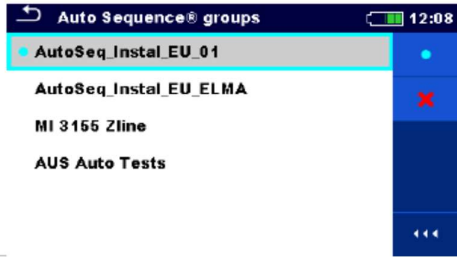 Auto Sequence® groups 12:08
AutoSeq_Instal_EU_01
AutoSeq_Instal_EU_ELMA
MI 3155 Zline
AUS Auto Tests